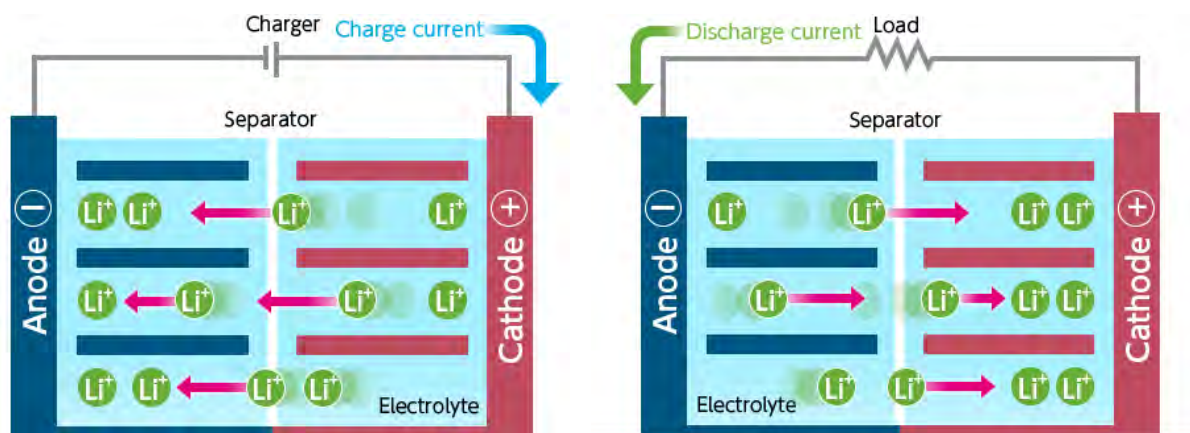 Charger
Charge current
Separator
Anode ⊖
Li⁺ Li⁺ Li⁺ Li⁺
Li⁺ Li⁺ Li⁺ Li⁺
Li⁺ Li⁺ Li⁺ Li⁺
Electrolyte
Cathode ⊕
Discharge current
Load
Separator
Anode ⊖
Li⁺ Li⁺ Li⁺ Li⁺
Li⁺ Li⁺ Li⁺ Li⁺
Li⁺ Li⁺ Li⁺ Li⁺
Electrolyte
Cathode ⊕